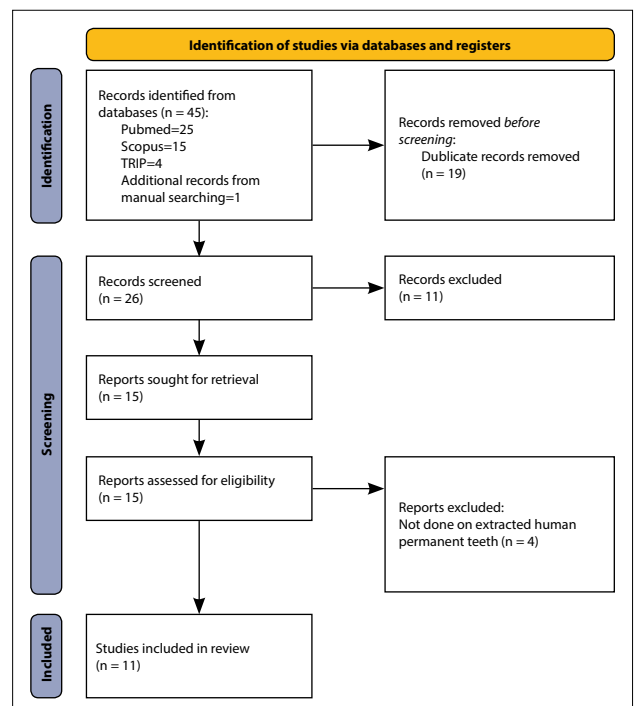 Identification of studies via databases and registers
Identification
Records identified from
databases (n = 45):
Pubmed=25
Scopus=15
TRIP=4
Additional records from
manual searching=1
Records removed before
screening:
Dublicate records removed
(n = 19)
Screening
Records screened
(n = 26)
Records excluded
(n = 11)
Reports sought for retrieval
(n = 15)
Reports assessed for eligibility
(n = 15)
Reports excluded:
Not done on extracted human
permanent teeth (n = 4)
Included
Studies included in review
(n = 11)